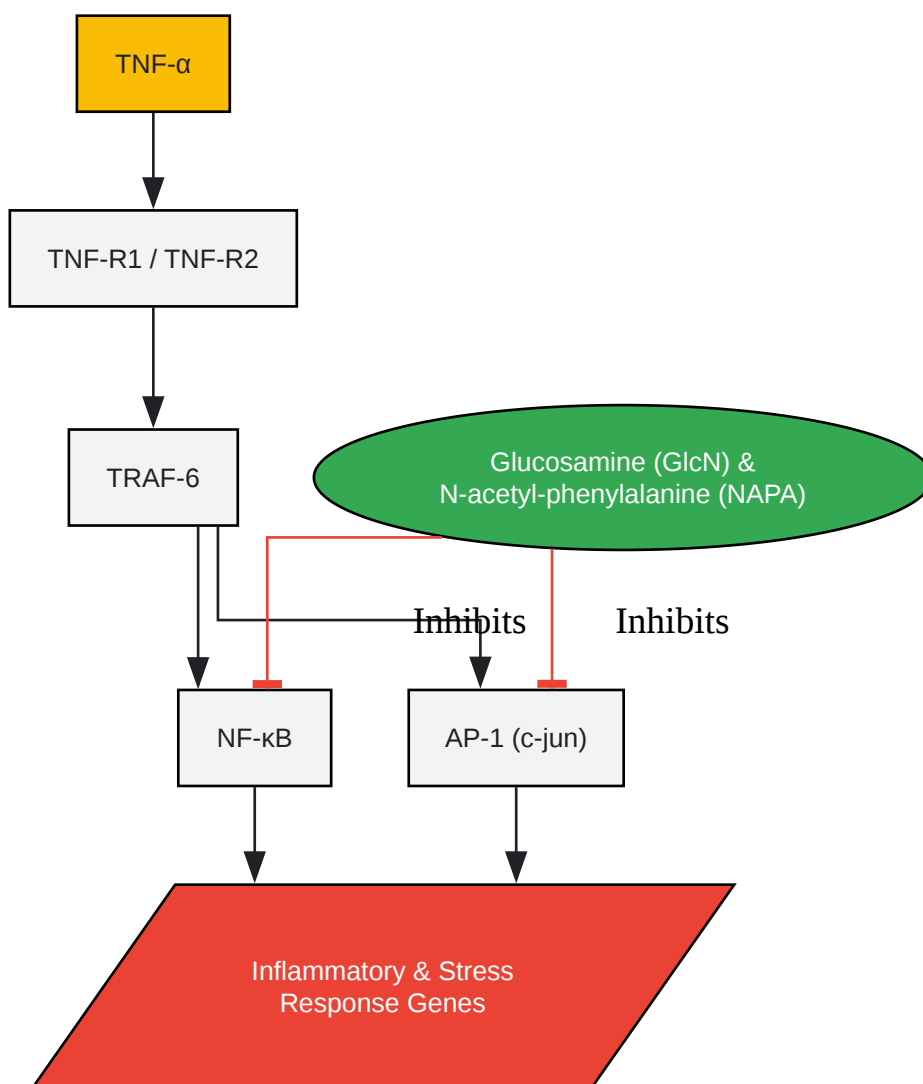 TNF-α
TNF-R1 / TNF-R2
TRAF-6
Glucosamine (GlcN) &
N-acetyl-phenylalanine (NAPA)
Inhibits
Inhibits
NF-κB
AP-1 (c-jun)
Inflammatory & Stress
Response Genes